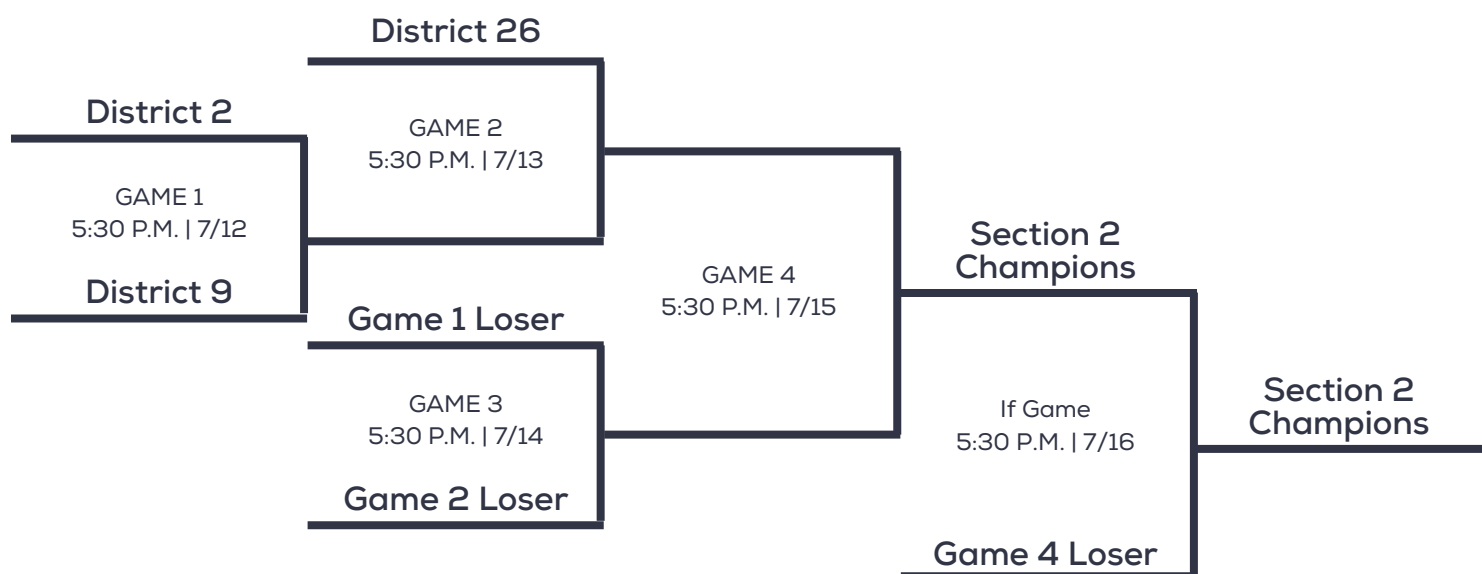 District 26
District 2
GAME 2
5:30 P.M. | 7/13
GAME 1
5:30 P.M. | 7/12
District 9
Game 1 Loser
GAME 3
5:30 P.M. | 7/14
Game 2 Loser
GAME 4
5:30 P.M. | 7/15
Section 2
Champions
If Game
5:30 P.M. | 7/16
Game 4 Loser
Section 2
Champions